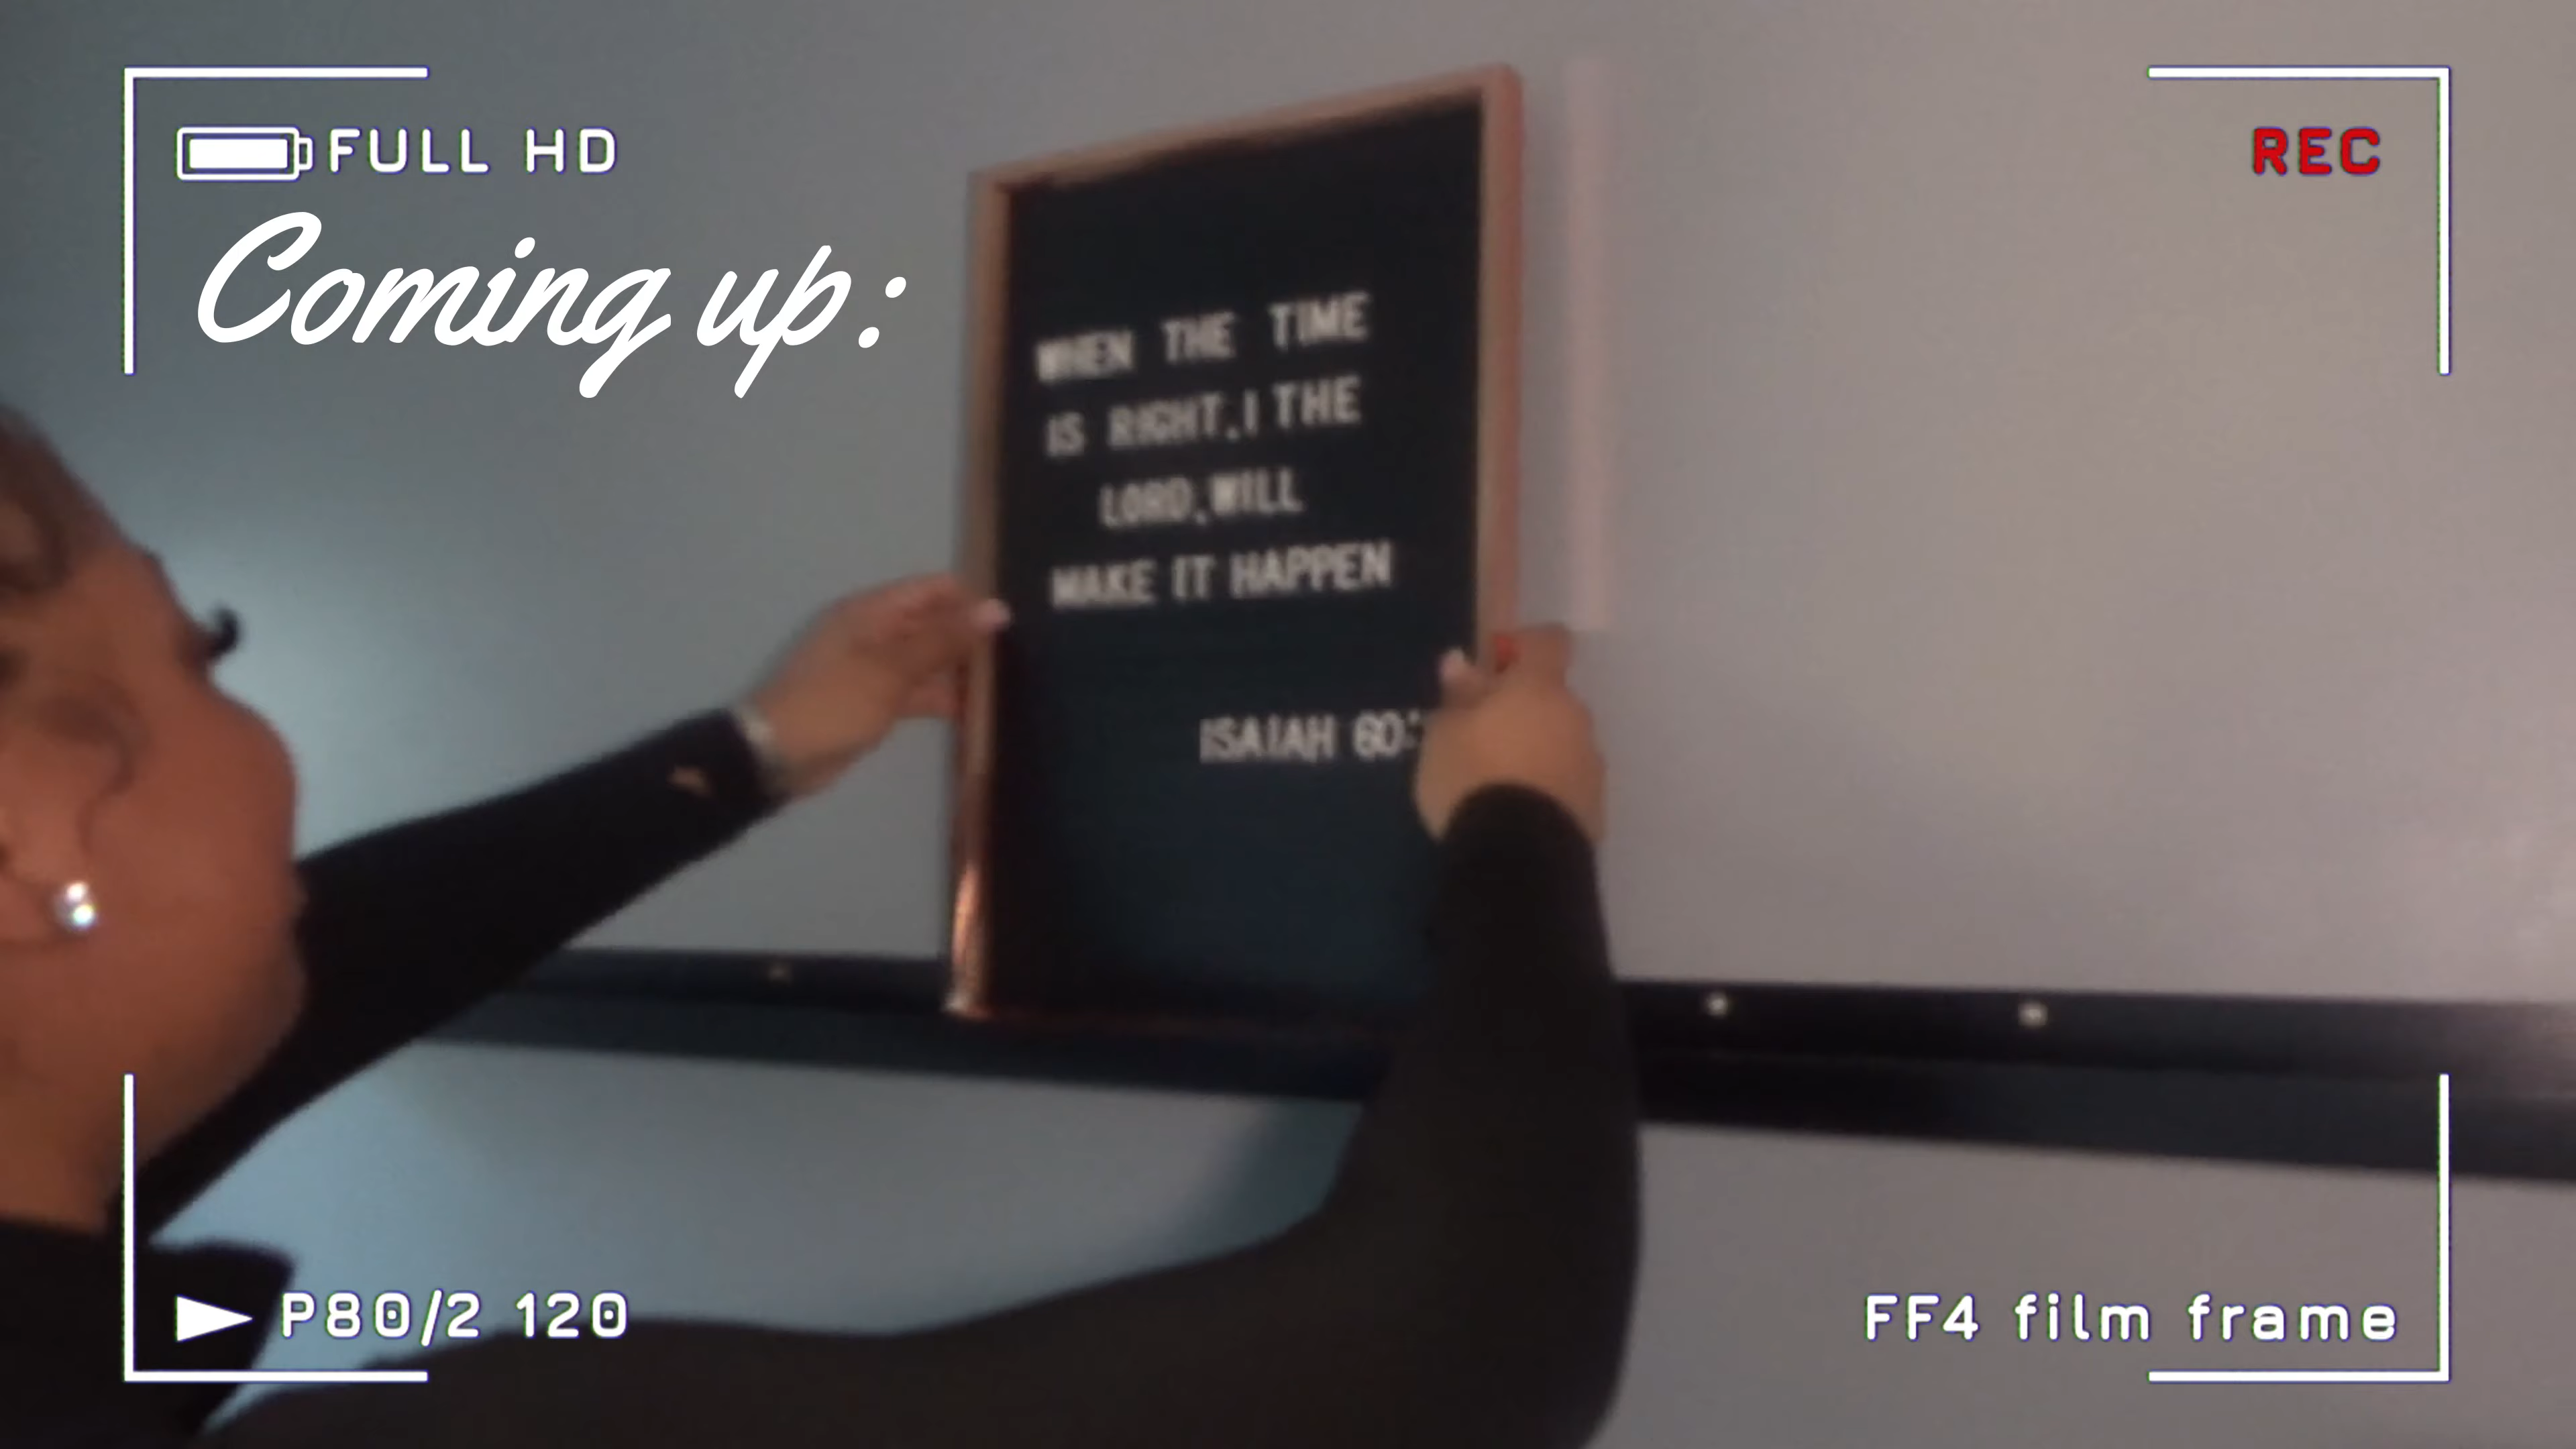 FULL HD
REC
Coming up:
WHEN THE TIME
IS RIGHT,I THE
LORD,WILL
MAKE IT HAPPEN
ISAIAH 60:
P80/2 120
FF4 film frame